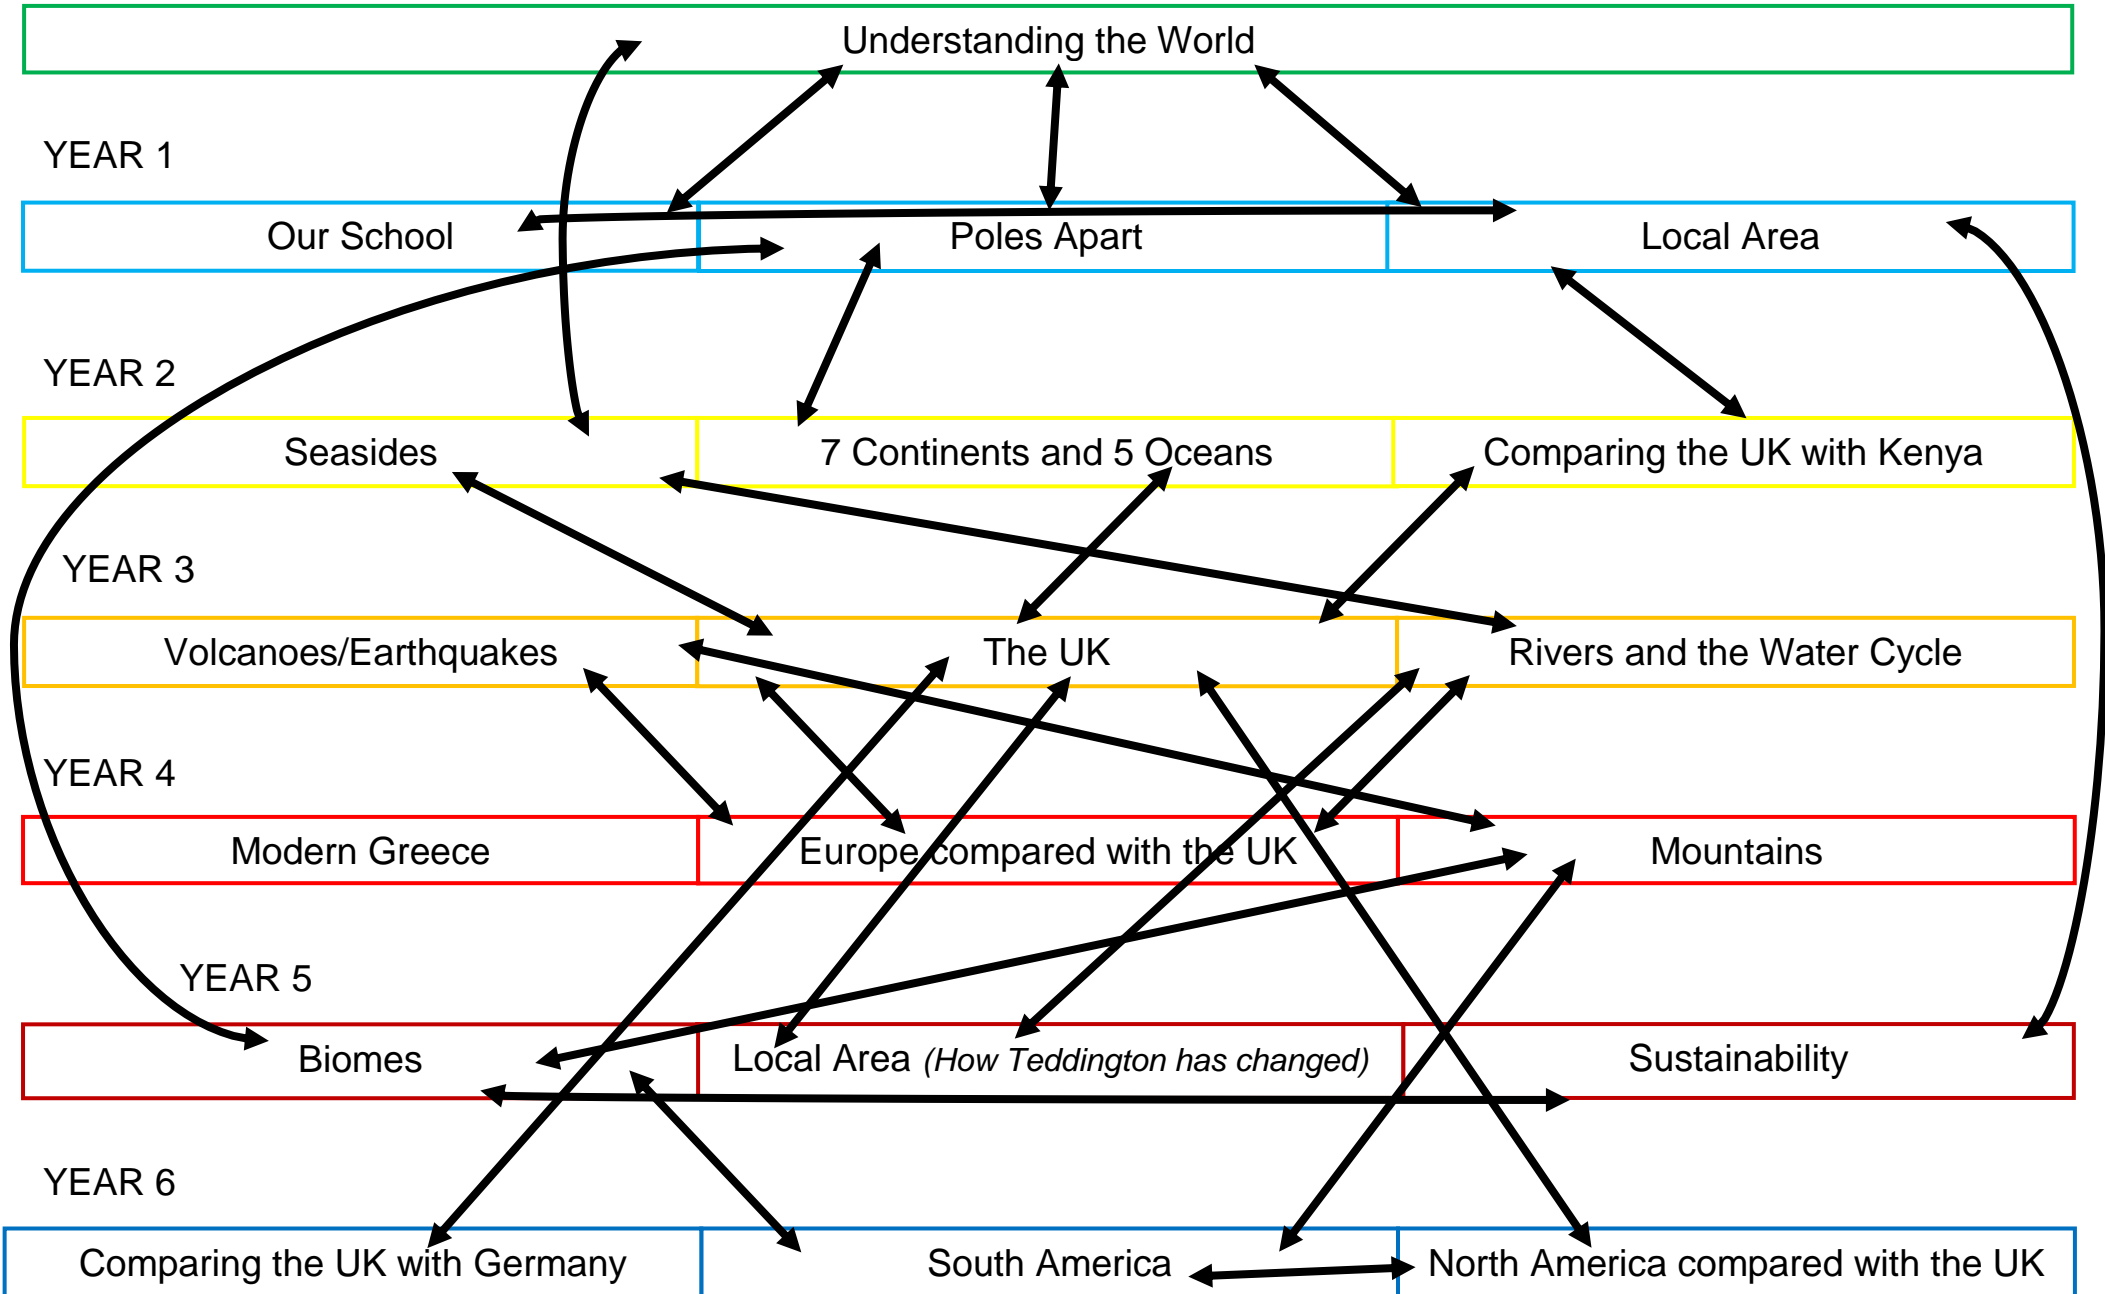 Understanding the World
YEAR 1
Our School
Poles Apart
Local Area
YEAR 2
Seasides
7 Continents and 5 Oceans
Comparing the UK with Kenya
YEAR 3
Volcanoes/Earthquakes
The UK
Rivers and the Water Cycle
YEAR 4
Modern Greece
Europe compared with the UK
Mountains
YEAR 5
Biomes
Local Area (How Teddington has changed)
Sustainability
YEAR 6
Comparing the UK with Germany
South America
North America compared with the UK